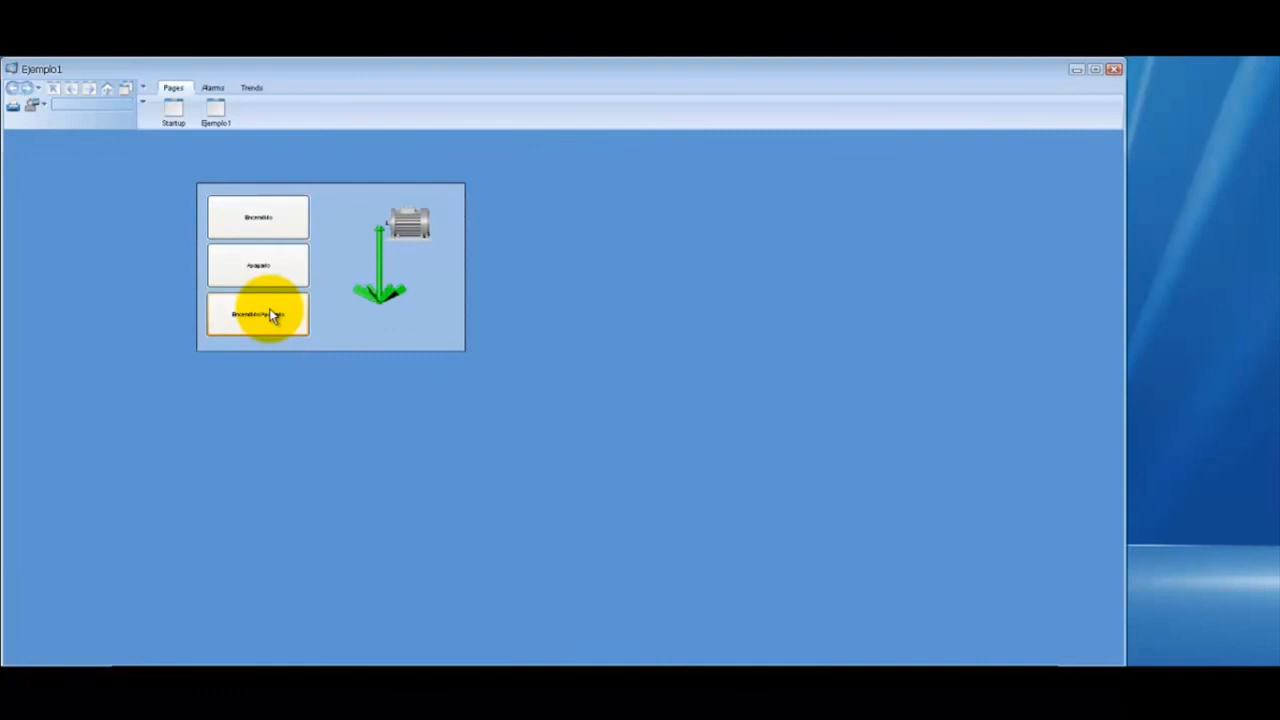 Ejemplo1
Pages Alarms Trends
Startup Ejemplo1
Encendido
Apagado